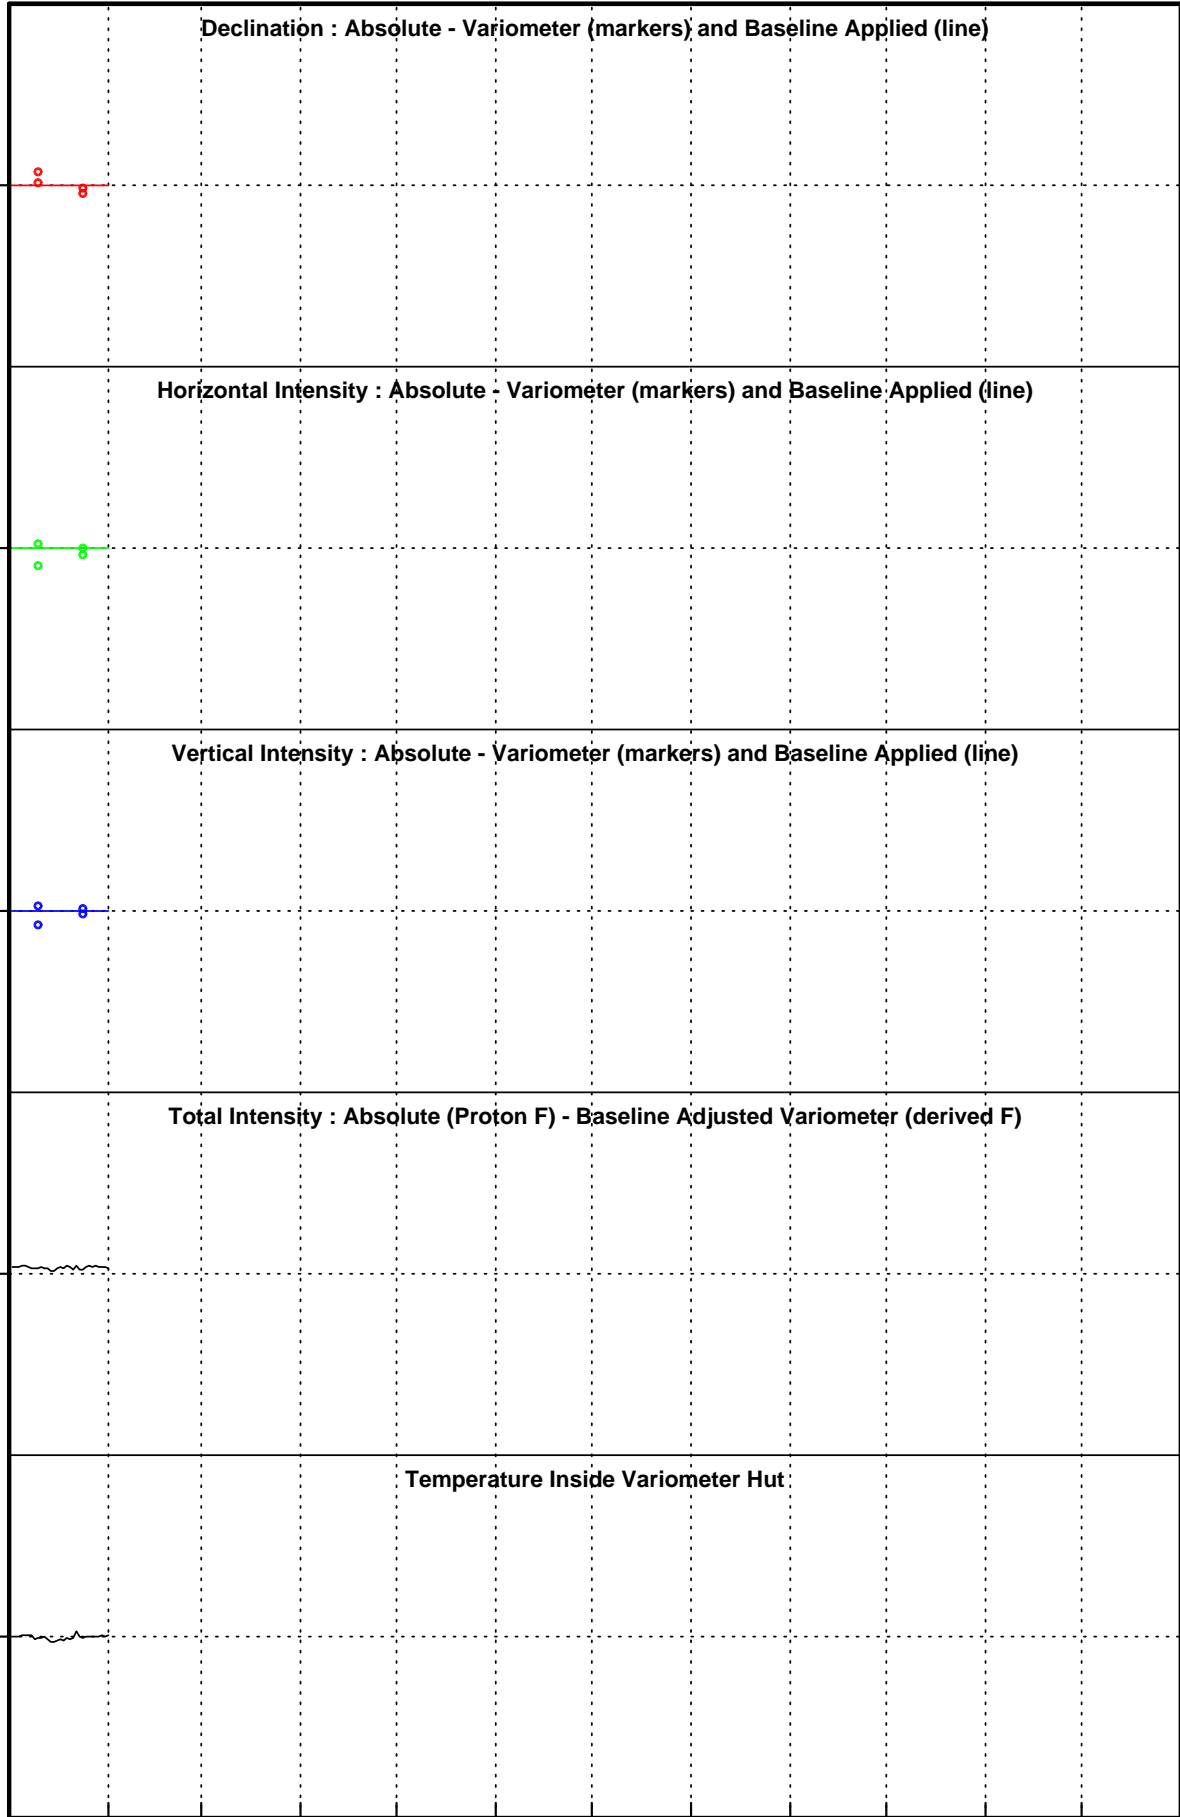 Declination : Absolute - Variometer (markers) and Baseline Applied (line)
Horizontal Intensity : Absolute - Variometer (markers) and Baseline Applied (line)
Vertical Intensity : Absolute - Variometer (markers) and Baseline Applied (line)
Total Intensity : Absolute (Proton F) - Baseline Adjusted Variometer (derived F)
Temperature Inside Variometer Hut